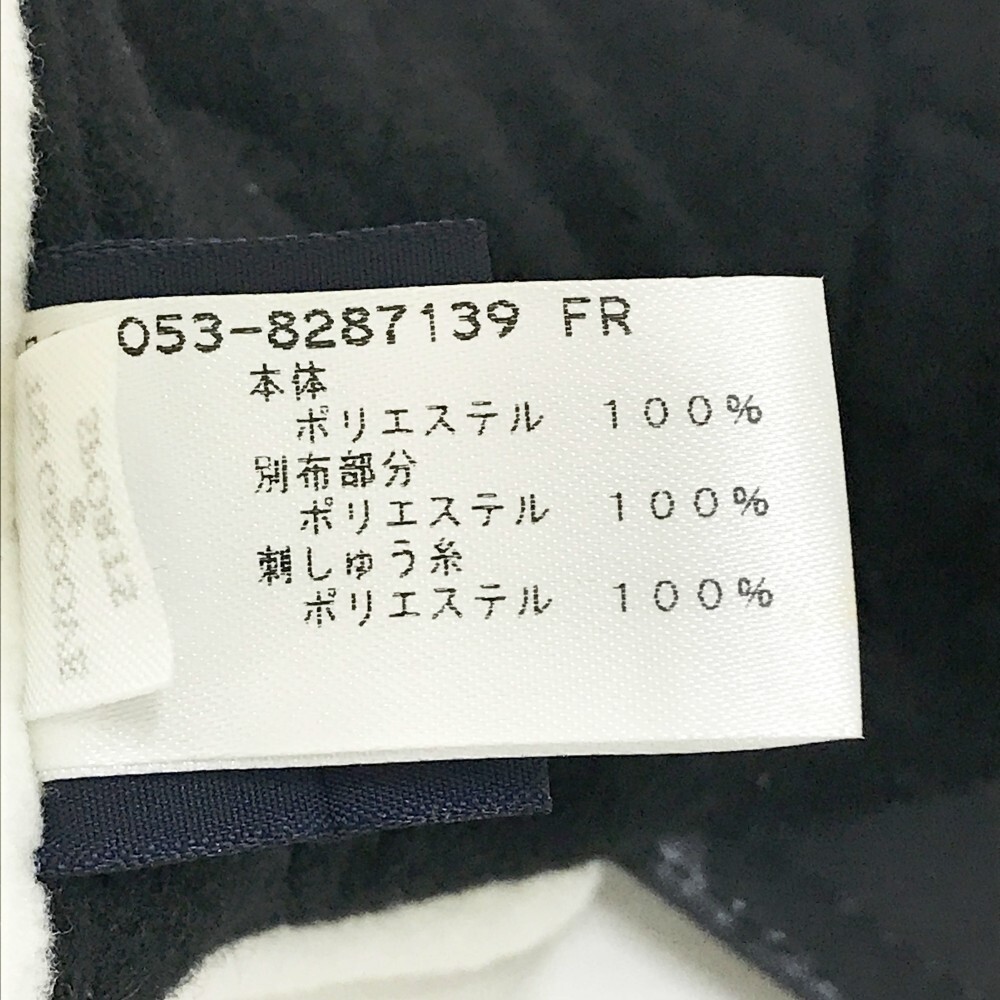 053-8287139 FR
本体
ポリエステル １００％
別布部分
ポリエステル １００％
刺しゅう糸
ポリエステル １００％